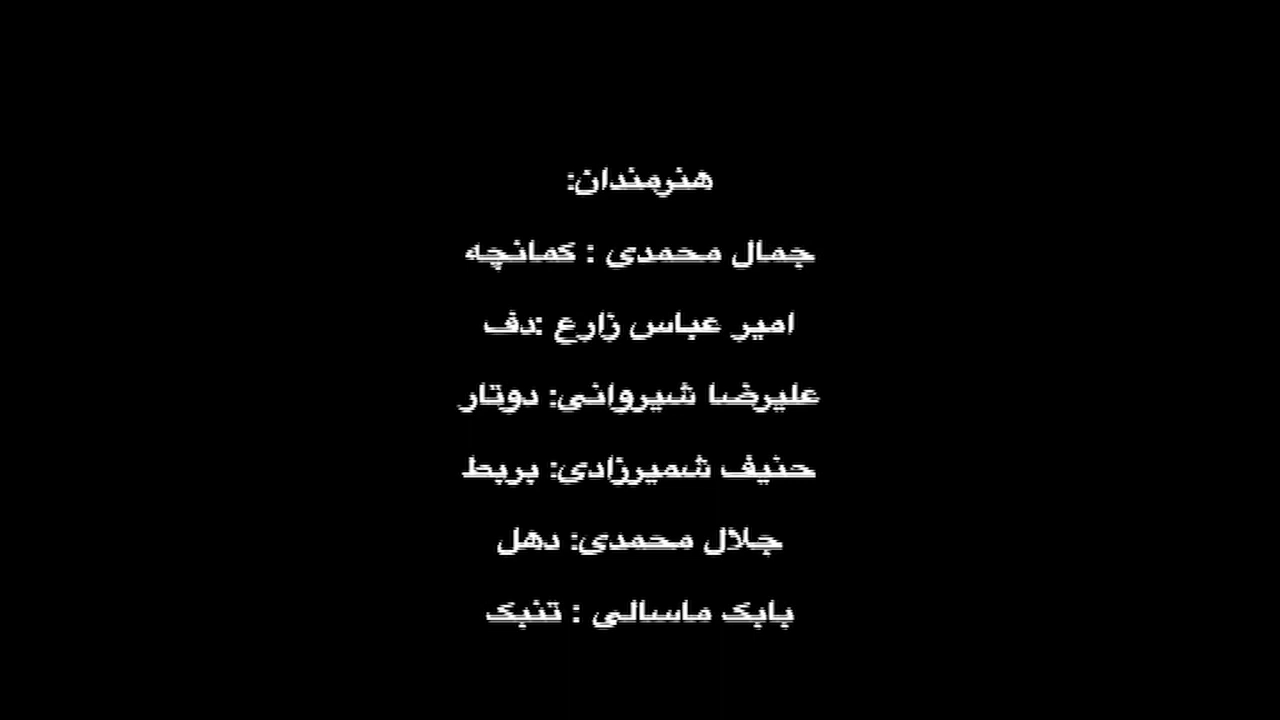 هنرمندان:
جمال محمدی : کمانچه
امیر عباس زارع :دف
علیرضا شیروانی: دوتار
حنیف شمیرزادی: بربط
جلال محمدی: دهل
بابک ماسالی : تنبک